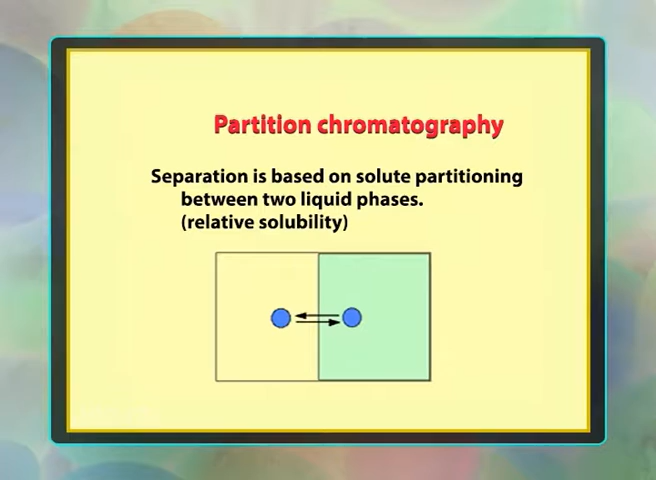 Partition chromatography
Separation is based on solute partitioning
between two liquid phases.
(relative solubility)